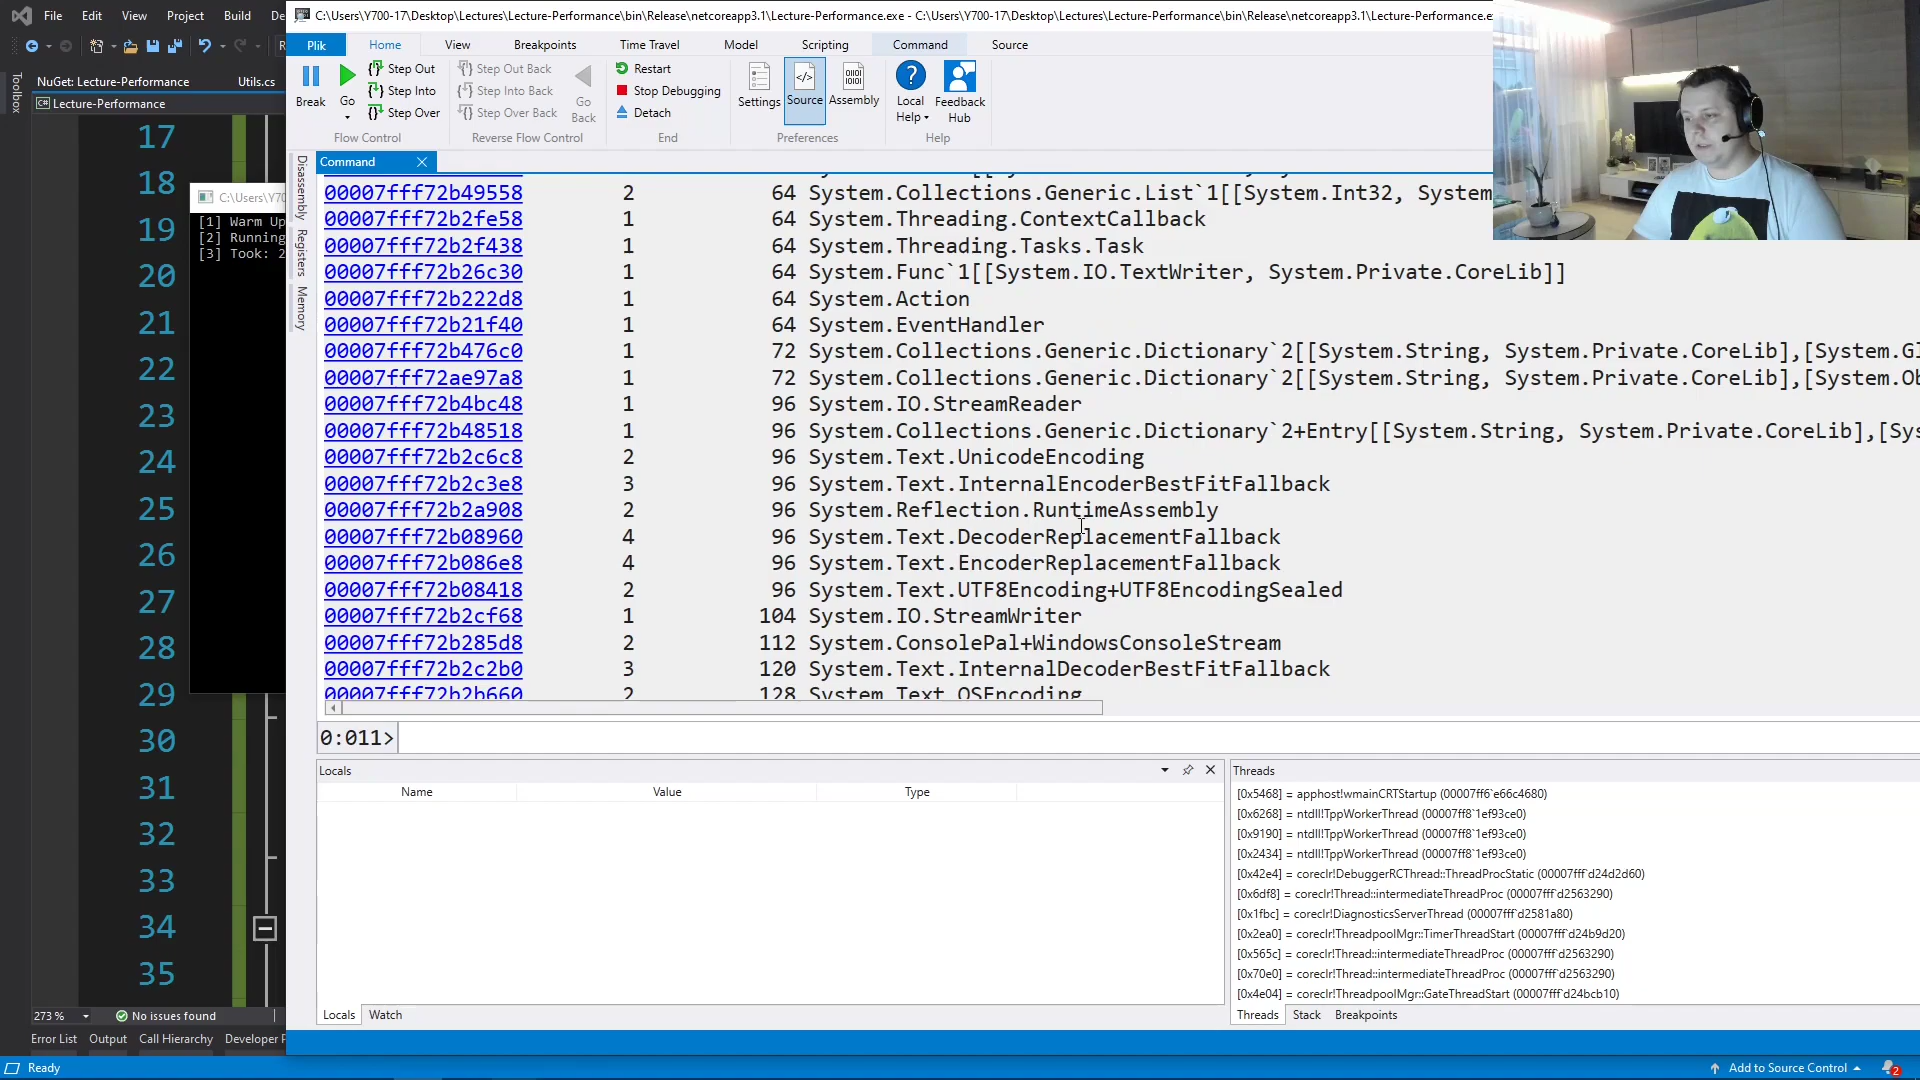 File Edit View Project Build De
C:\Users\Y700-17\Desktop\Lectures\Lecture-Performance\bin\Release\netcoreapp3.1\Lecture-Performance.exe - C:\Users\Y700-17\Desktop\Lectures\Lecture-Performance\bin\Release\netcoreapp3.1\Lecture-Performance.exe
Plik Home View Breakpoints Time Travel Model Scripting Command Source
Break
Go
Step Out
Step Into
Step Over
Flow Control
Step Out Back
Step Into Back
Step Over Back
Go Back
Reverse Flow Control
Restart
Stop Debugging
Detach
End
Settings
Source
Assembly
Preferences
Local Help
Feedback Hub
Help
Toolbox
NuGet: Lecture-Performance Utils.cs
C# Lecture-Performance
Command
Disassembly
Registers
Memory
17
18
19
20
21
22
23
24
25
26
27
28
29
30
31
32
33
34
35
C:\Users\Y70
[1] Warm Up
[2] Running
[3] Took: 2
00007fff72b49558 2 64 System.Collections.Generic.List`1[[System.Int32, System
00007fff72b2fe58 1 64 System.Threading.ContextCallback
00007fff72b2f438 1 64 System.Threading.Tasks.Task
00007fff72b26c30 1 64 System.Func`1[[System.IO.TextWriter, System.Private.CoreLib]]
00007fff72b222d8 1 64 System.Action
00007fff72b21f40 1 64 System.EventHandler
00007fff72b476c0 1 72 System.Collections.Generic.Dictionary`2[[System.String, System.Private.CoreLib],[System.Gl
00007fff72ae97a8 1 72 System.Collections.Generic.Dictionary`2[[System.String, System.Private.CoreLib],[System.Ob
00007fff72b4bc48 1 96 System.IO.StreamReader
00007fff72b48518 1 96 System.Collections.Generic.Dictionary`2+Entry[[System.String, System.Private.CoreLib],[Sys
00007fff72b2c6c8 2 96 System.Text.UnicodeEncoding
00007fff72b2c3e8 3 96 System.Text.InternalEncoderBestFitFallback
00007fff72b2a908 2 96 System.Reflection.RuntimeAssembly
00007fff72b08960 4 96 System.Text.DecoderReplacementFallback
00007fff72b086e8 4 96 System.Text.EncoderReplacementFallback
00007fff72b08418 2 96 System.Text.UTF8Encoding+UTF8EncodingSealed
00007fff72b2cf68 1 104 System.IO.StreamWriter
00007fff72b285d8 2 112 System.ConsolePal+WindowsConsoleStream
00007fff72b2c2b0 3 120 System.Text.InternalDecoderBestFitFallback
00007fff72b2b660 2 128 System.Text.OSEncoding
0:011>
Locals
Name Value Type
Locals Watch
Threads
[0x5468] = apphost!wmainCRTStartup (00007ff6`e66c4680)
[0x6268] = ntdll!TppWorkerThread (00007ff8`1ef93ce0)
[0x9190] = ntdll!TppWorkerThread (00007ff8`1ef93ce0)
[0x2434] = ntdll!TppWorkerThread (00007ff8`1ef93ce0)
[0x42e4] = coreclr!DebuggerRCThread::ThreadProcStatic (00007fff`d24d2d60)
[0x6df8] = coreclr!Thread::intermediateThreadProc (00007fff`d2563290)
[0x1fbc] = coreclr!DiagnosticsServerThread (00007fff`d2581a80)
[0x2ea0] = coreclr!ThreadpoolMgr::TimerThreadStart (00007fff`d24b9d20)
[0x565c] = coreclr!Thread::intermediateThreadProc (00007fff`d2563290)
[0x70e0] = coreclr!Thread::intermediateThreadProc (00007fff`d2563290)
[0x4e04] = coreclr!ThreadpoolMgr::GateThreadStart (00007fff`d24bcb10)
Threads Stack Breakpoints
273 % No issues found
Error List Output Call Hierarchy Developer P
Ready
Add to Source Control
2